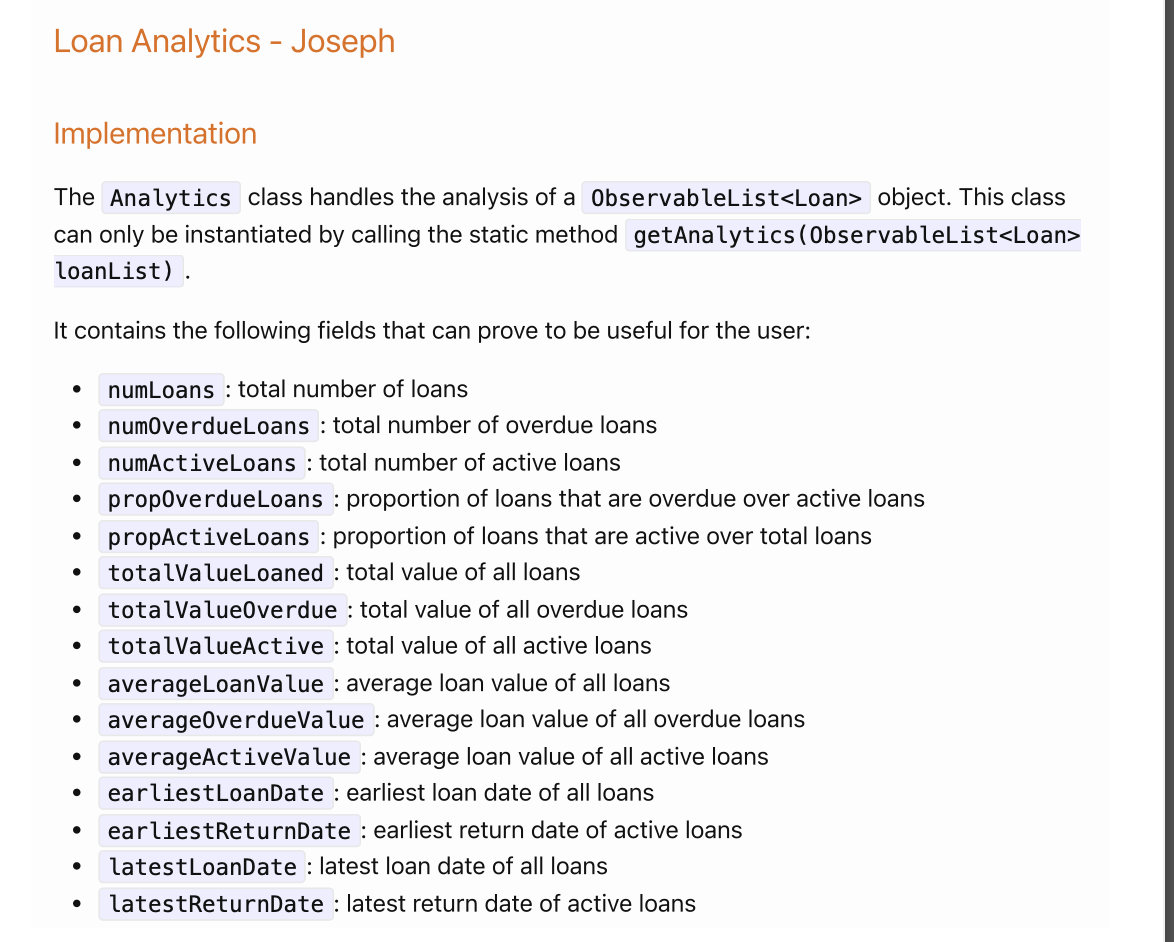 Loan Analytics - Joseph
Implementation
The Analytics class handles the analysis of a ObservableList<Loan> object. This class
can only be instantiated by calling the static method getAnalytics(ObservableList<Loan>
loanList) .
It contains the following fields that can prove to be useful for the user:
• numLoans : total number of loans
• numOverdueLoans : total number of overdue loans
• numActiveLoans : total number of active loans
• propOverdueLoans : proportion of loans that are overdue over active loans
• propActiveLoans : proportion of loans that are active over total loans
• totalValueLoaned : total value of all loans
• totalValueOverdue : total value of all overdue loans
• totalValueActive : total value of all active loans
• averageLoanValue : average loan value of all loans
• averageOverdueValue : average loan value of all overdue loans
• averageActiveValue : average loan value of all active loans
• earliestLoanDate : earliest loan date of all loans
• earliestReturnDate : earliest return date of active loans
• latestLoanDate : latest loan date of all loans
• latestReturnDate : latest return date of active loans